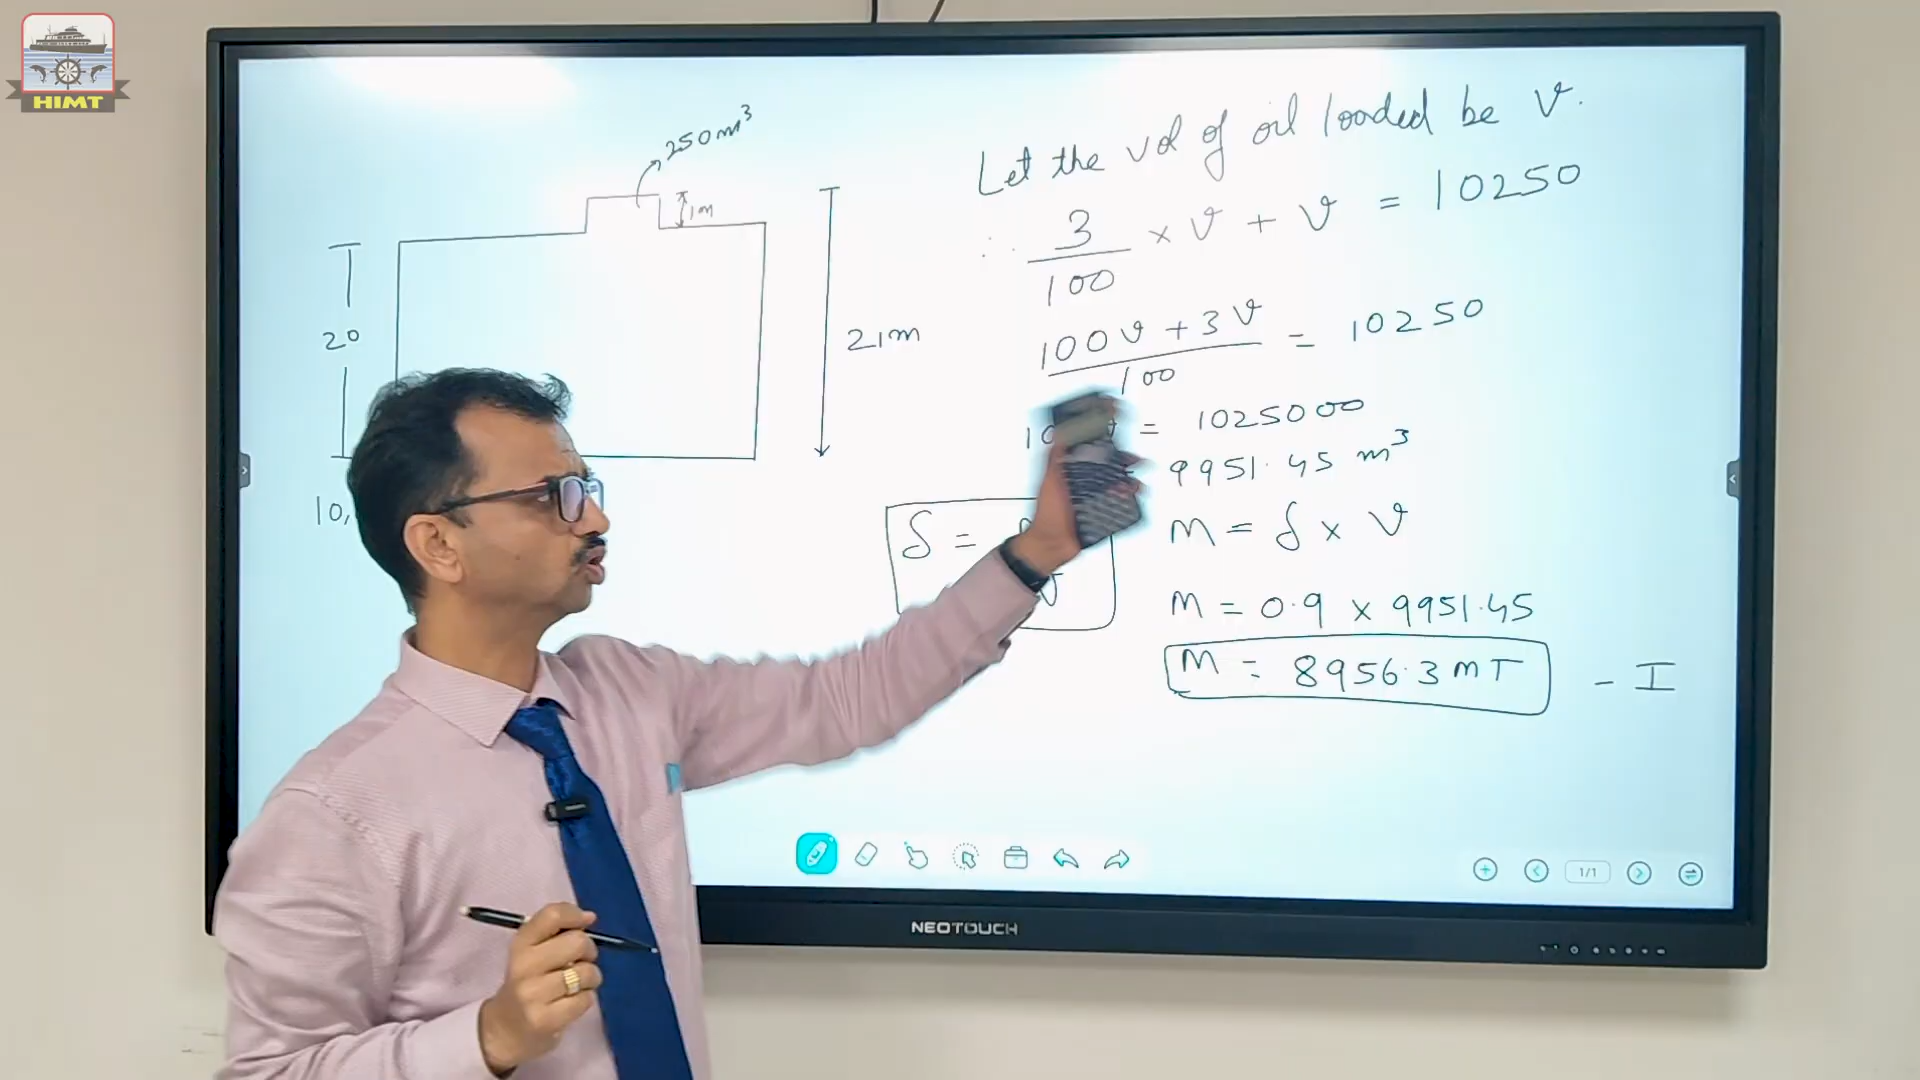 HIMT
250m³
1m
20
21m
10,
Let the vol of oil loaded be V.
∴ 3/100 × V + V = 10250
100V + 3V / 100 = 10250
10 V = 1025000
9951.45 m³
δ =
V
M = δ × V
M = 0.9 × 9951.45
M = 8956.3 MT - I
1/1
NEOTOUCH